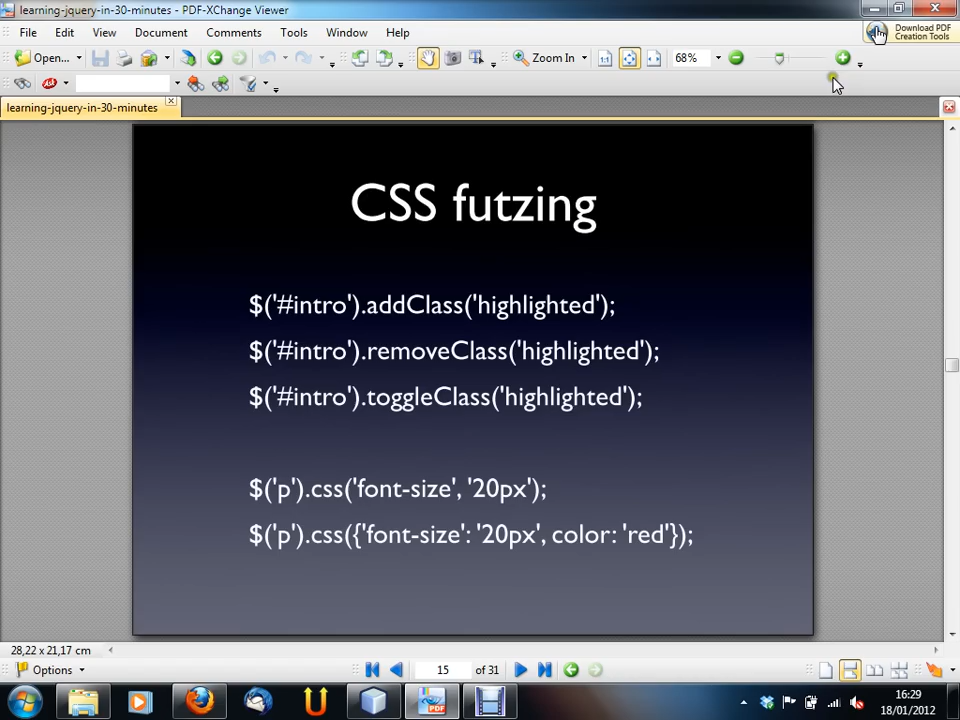 learning-jquery-in-30-minutes - PDF-XChange Viewer
File Edit View Document Comments Tools Window Help
Download PDF
Creation Tools
Open... Zoom In 68%
learning-jquery-in-30-minutes
CSS futzing
$('#intro').addClass('highlighted');
$('#intro').removeClass('highlighted');
$('#intro').toggleClass('highlighted');
$('p').css('font-size', '20px');
$('p').css({'font-size': '20px', color: 'red'});
28,22 x 21,17 cm
Options 15 of 31
16:29
18/01/2012